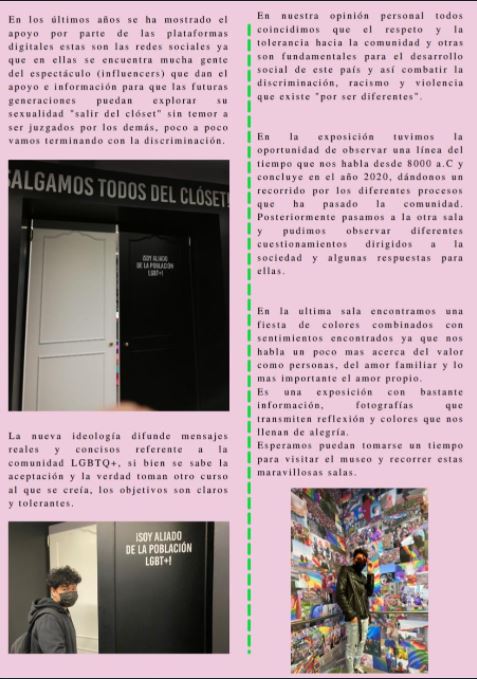 En los últimos años se ha mostrado el
apoyo por parte de las plataformas
digitales estas son las redes sociales ya
que en ellas se encuentra mucha gente
del espectáculo (influencers) que dan el
apoyo e información para que las futuras
generaciones puedan explorar su
sexualidad "salir del clóset" sin temor a
ser juzgados por los demás, poco a poco
vamos terminando con la discriminación.
SALGAMOS TODOS DEL CLÓSET!
¡SOY ALIADO
DE LA POBLACIÓN
LGBT+!
La nueva ideología difunde mensajes
reales y concisos referente a la
comunidad LGBTQ+, si bien se sabe la
aceptación y la verdad toman otro curso
al que se creía, los objetivos son claros
y tolerantes.
¡SOY ALIADO
DE LA POBLACIÓN
LGBT+!
En nuestra opinión personal todos
coincidimos que el respeto y la
tolerancia hacia la comunidad y otras
son fundamentales para el desarrollo
social de este país y así combatir la
discriminación, racismo y violencia
que existe "por ser diferentes".
En la exposición tuvimos la
oportunidad de observar una línea del
tiempo que nos habla desde 8000 a.C y
concluye en el año 2020, dándonos un
recorrido por los diferentes procesos
que ha pasado la comunidad.
Posteriormente pasamos a la otra sala
y pudimos observar diferentes
cuestionamientos dirigidos a la
sociedad y algunas respuestas para
ellas.
En la ultima sala encontramos una
fiesta de colores combinados con
sentimientos encontrados ya que nos
habla un poco mas acerca del valor
como personas, del amor familiar y lo
mas importante el amor propio.
Es una exposición con bastante
información, fotografías que
transmiten reflexión y colores que nos
llenan de alegría.
Esperamos puedan tomarse un tiempo
para visitar el museo y recorrer estas
maravillosas salas.